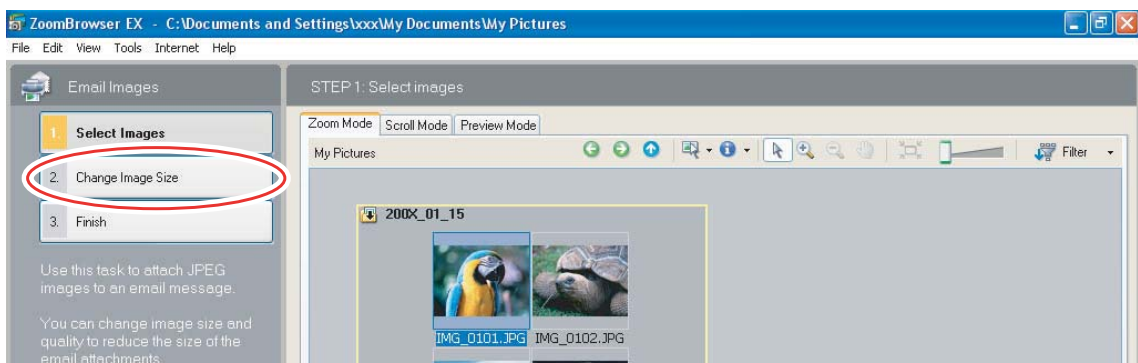 ZoomBrowser EX - C:\Documents and Settings\xxx\My Documents\My Pictures
File Edit View Tools Internet Help
Email Images
1. Select Images
2. Change Image Size
3. Finish
Use this task to attach JPEG
images to an email message.
You can change image size and
quality to reduce the size of the
email attachments.
STEP 1: Select images
Zoom Mode Scroll Mode Preview Mode
My Pictures
Filter
200X_01_15
IMG_0101.JPG IMG_0102.JPG